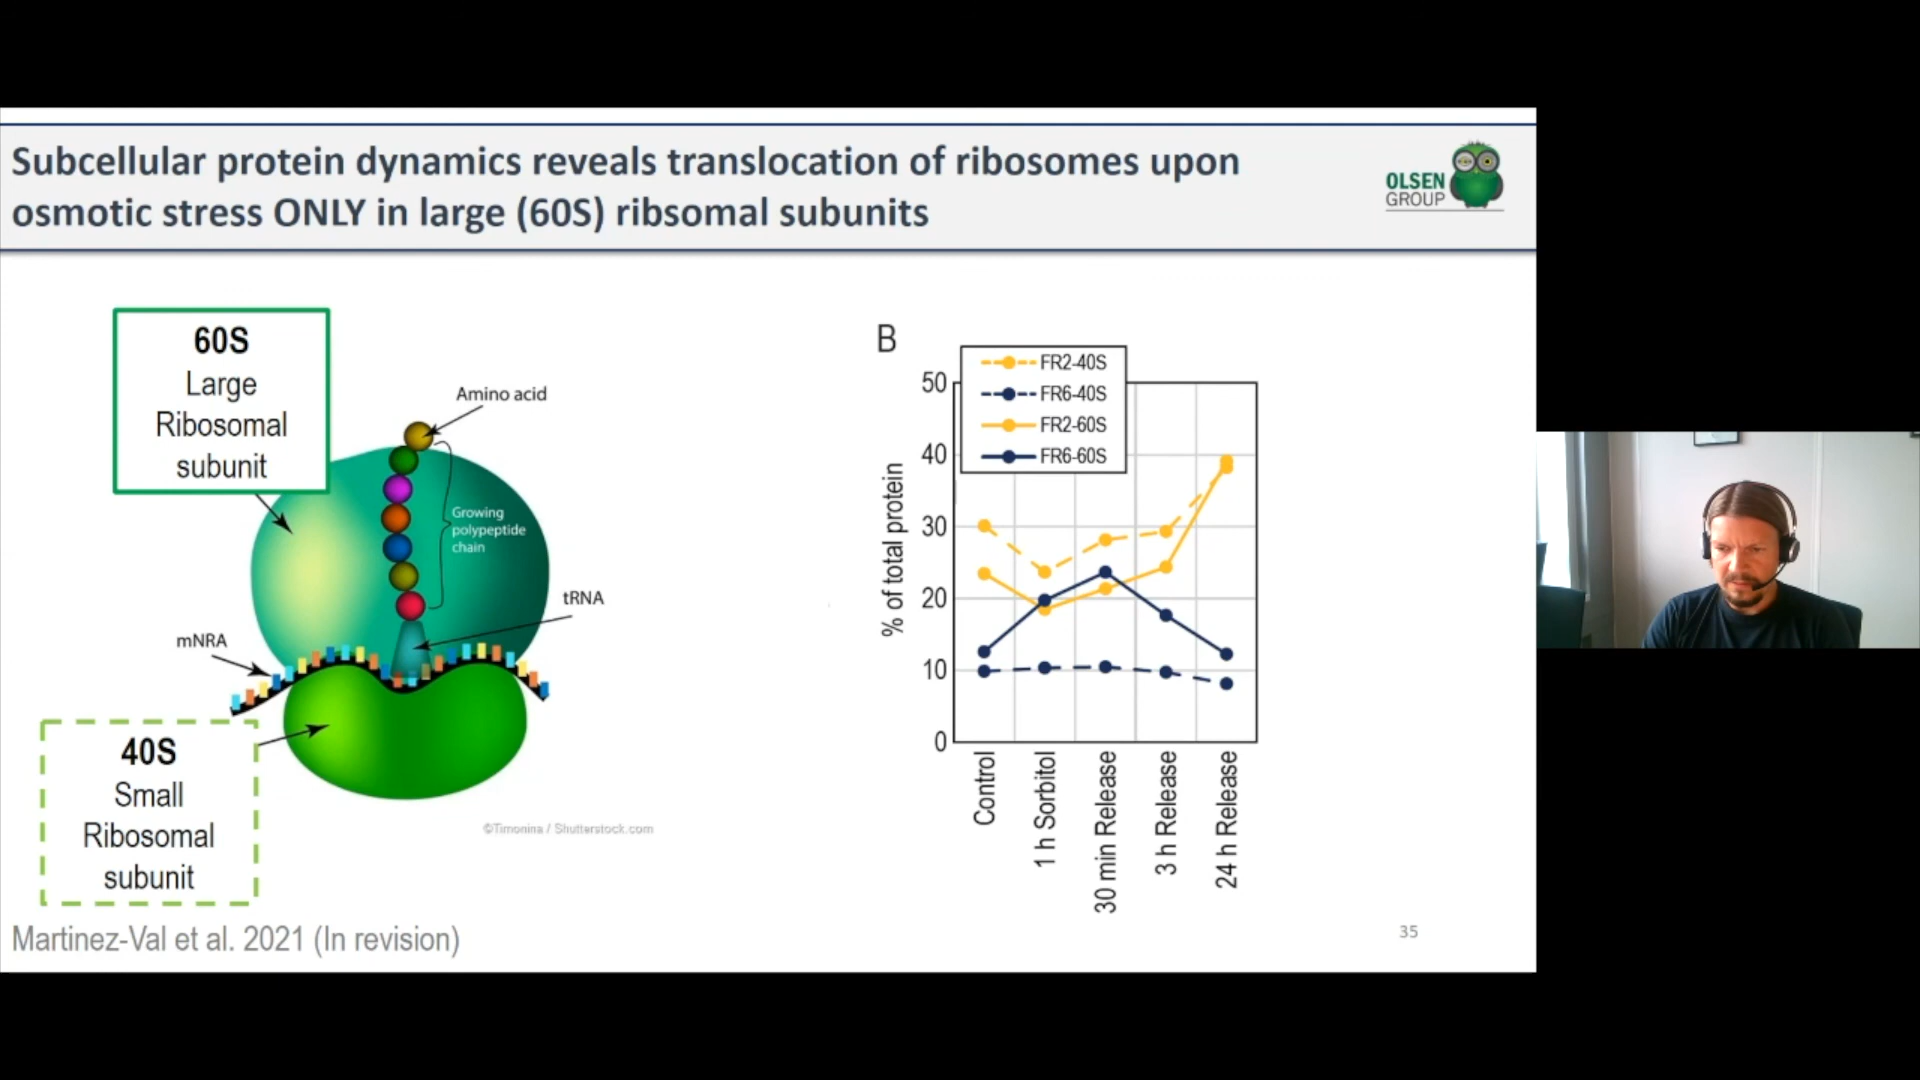 Subcellular protein dynamics reveals translocation of ribosomes upon
osmotic stress ONLY in large (60S) ribsomal subunits
OLSEN
GROUP
60S
Large
Ribosomal
subunit
Amino acid
Growing
polypeptide
chain
tRNA
mNRA
40S
Small
Ribosomal
subunit
©Timonina / Shutterstock.com
B
FR2-40S
FR6-40S
FR2-60S
FR6-60S
% of total protein
50
40
30
20
10
0
Control
1 h Sorbitol
30 min Release
3 h Release
24 h Release
Martinez-Val et al. 2021 (In revision)
35